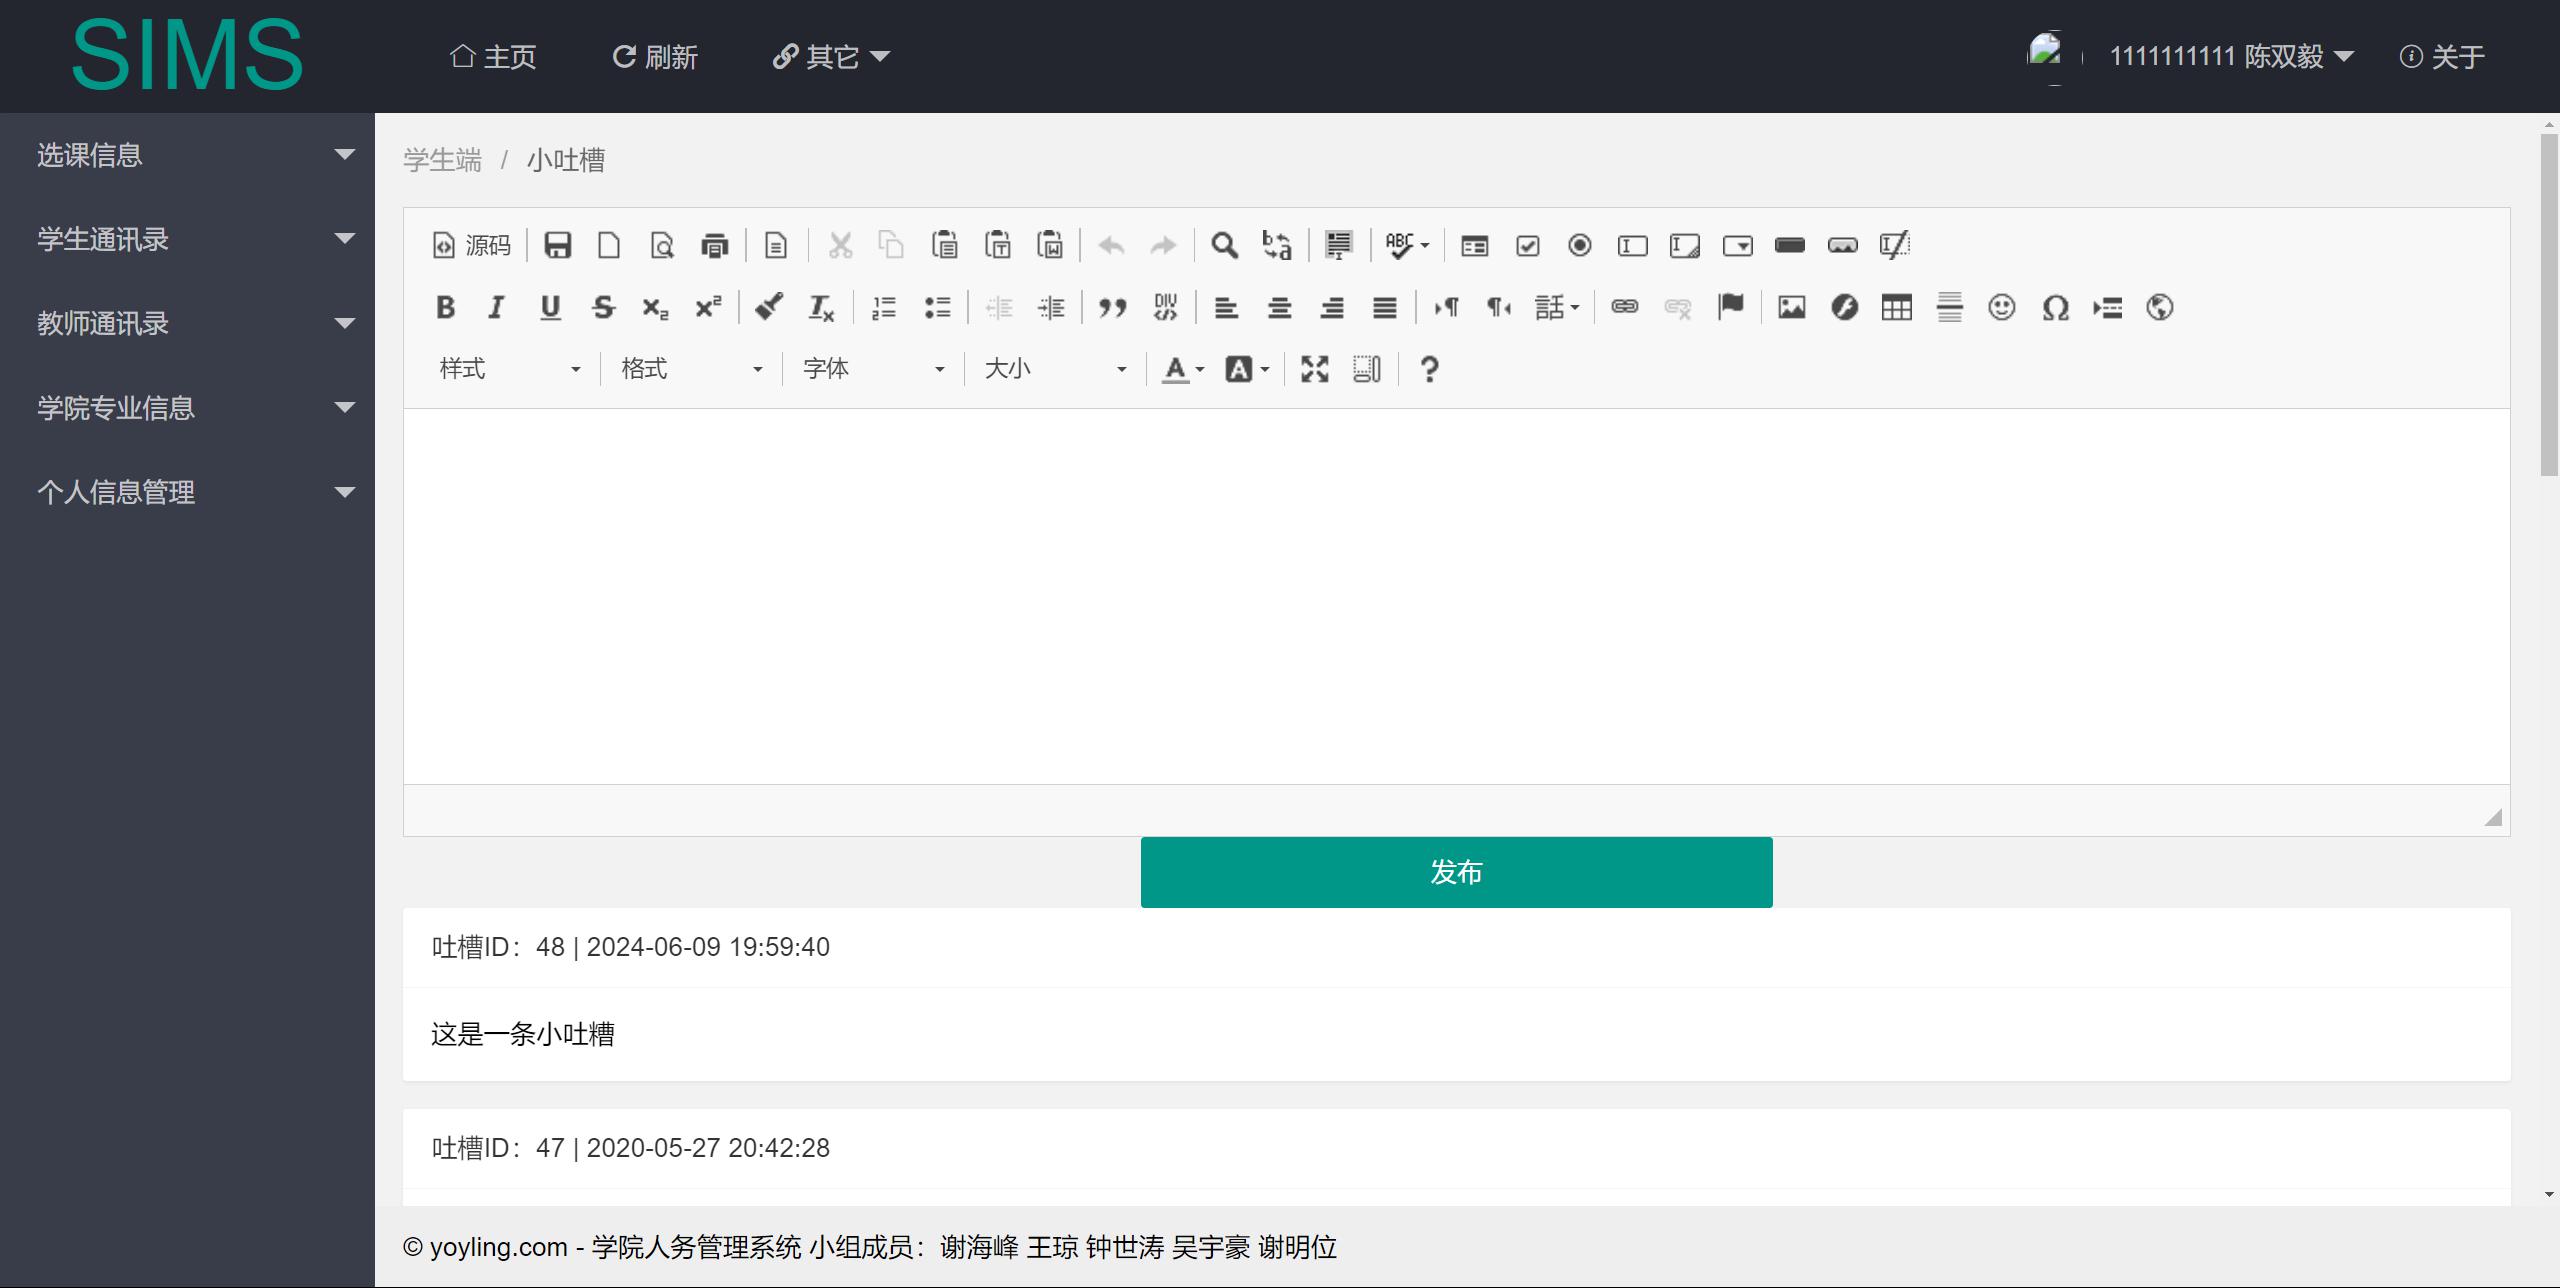 SIMS
主页
刷新
其它
1111111111 陈双毅
关于
选课信息
学生通讯录
教师通讯录
学院专业信息
个人信息管理
学生端 / 小吐槽
源码
样式
格式
字体
大小
发布
吐槽ID：48 | 2024-06-09 19:59:40
这是一条小吐糟
吐槽ID：47 | 2020-05-27 20:42:28
© yoyling.com - 学院人务管理系统 小组成员：谢海峰 王琼 钟世涛 吴宇豪 谢明位